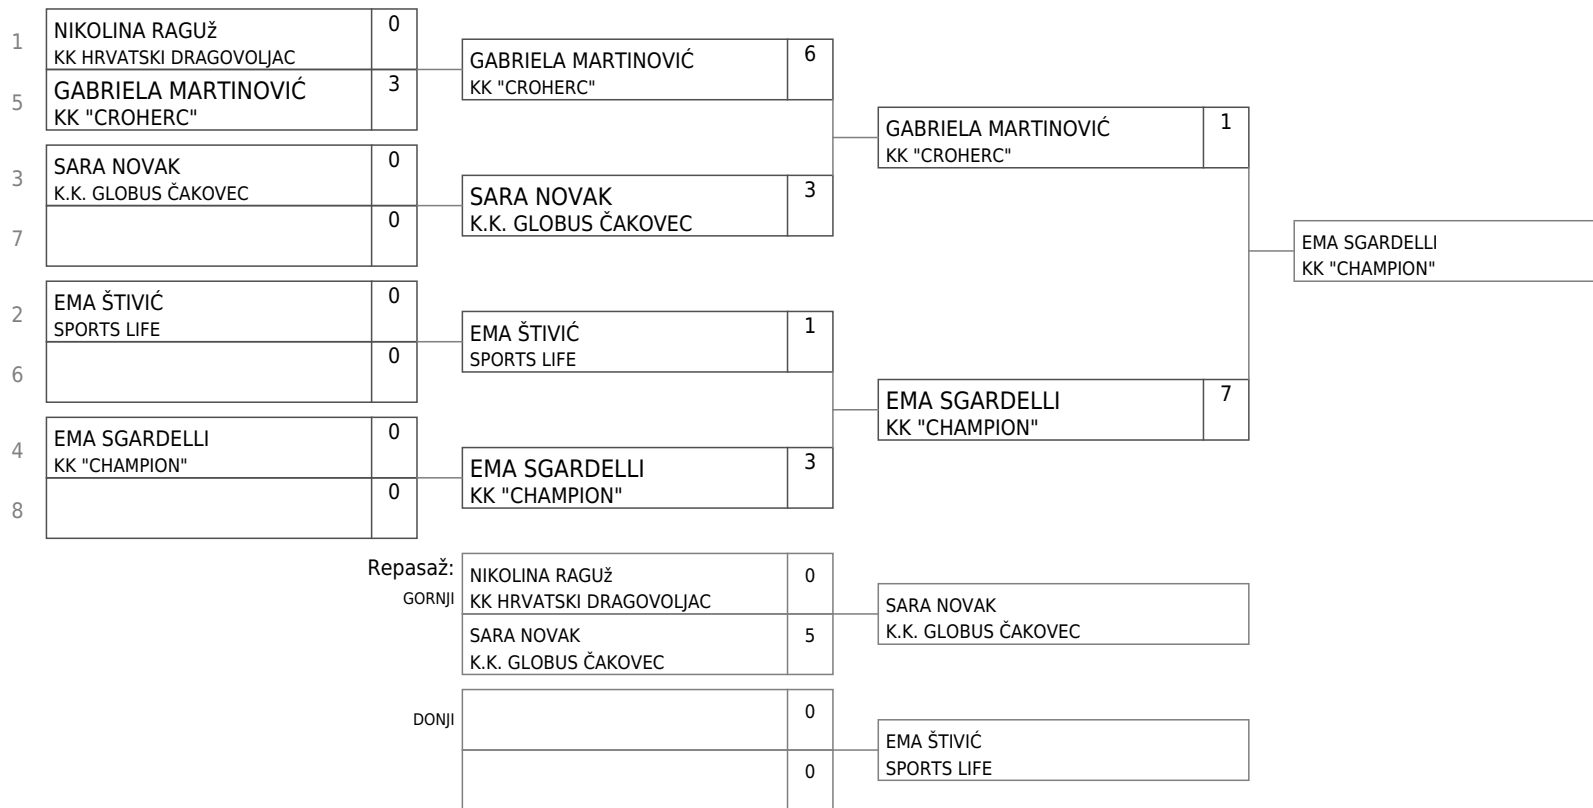 1
NIKOLINA RAGUž
KK HRVATSKI DRAGOVOLJAC
0
5
GABRIELA MARTINOVIĆ
KK "CROHERC"
3
3
SARA NOVAK
K.K. GLOBUS ČAKOVEC
0
7
0
2
EMA ŠTIVIĆ
SPORTS LIFE
0
6
0
4
EMA SGARDELLI
KK "CHAMPION"
0
8
0
GABRIELA MARTINOVIĆ
KK "CROHERC"
6
SARA NOVAK
K.K. GLOBUS ČAKOVEC
3
EMA ŠTIVIĆ
SPORTS LIFE
1
EMA SGARDELLI
KK "CHAMPION"
3
GABRIELA MARTINOVIĆ
KK "CROHERC"
1
EMA SGARDELLI
KK "CHAMPION"
7
EMA SGARDELLI
KK "CHAMPION"
Repasaž:
GORNJI
NIKOLINA RAGUž
KK HRVATSKI DRAGOVOLJAC
0
SARA NOVAK
K.K. GLOBUS ČAKOVEC
5
SARA NOVAK
K.K. GLOBUS ČAKOVEC
DONJI
0
0
EMA ŠTIVIĆ
SPORTS LIFE